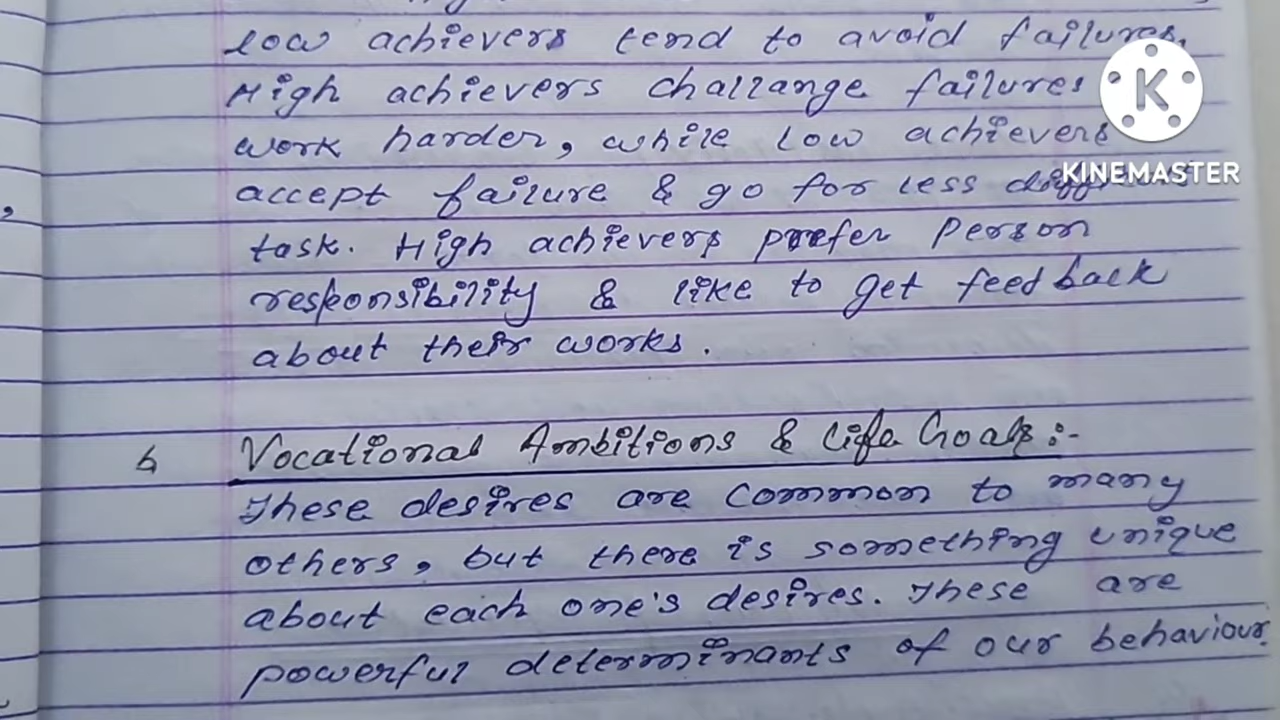 low achievers tend to avoid failures.
High achievers challange failures
work harder, while low achievers
accept failure & go for less difficult
task. High achievers prefer person
responsibility & like to get feedback
about their works.
Vocational Ambitions & Life Goals :-
These desires are common to many
others, but there is something unique
about each one's desires. These are
powerful determinants of our behaviour.
K
KINEMASTER